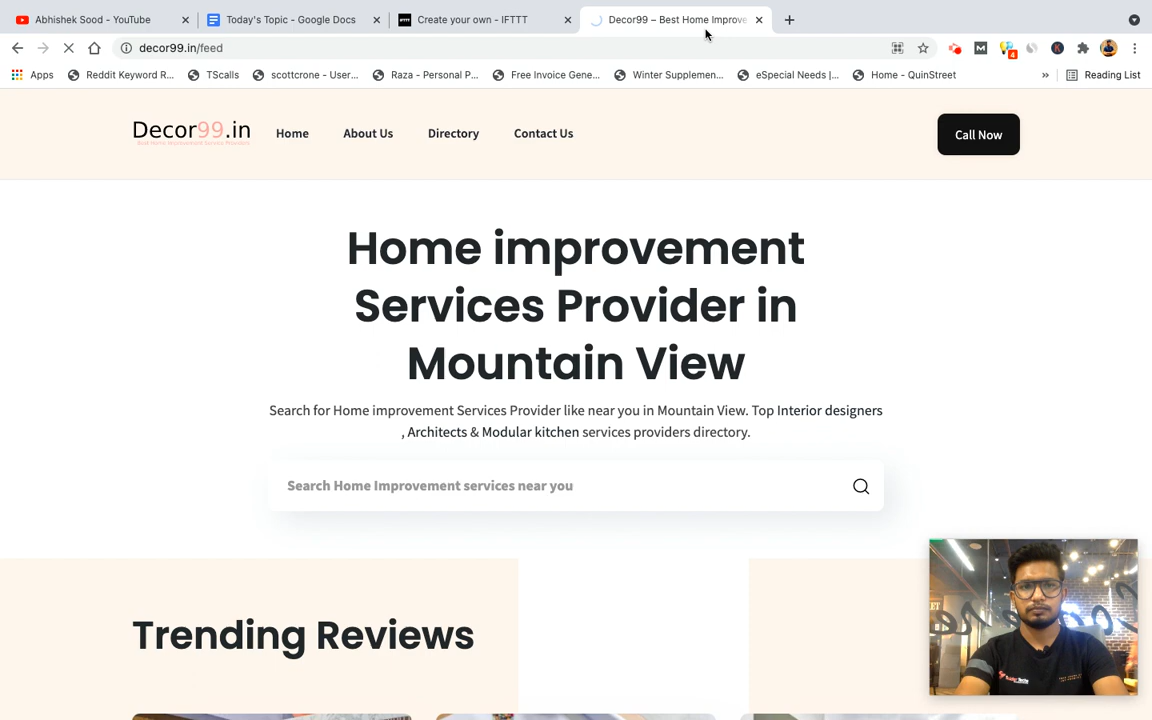 Abhishek Sood - YouTube
Today's Topic - Google Docs
IFTTT
Create your own - IFTTT
Decor99 – Best Home Improve
decor99.in/feed
4
K
Apps
Reddit Keyword R...
TScalls
scottcrone - User...
Raza - Personal P...
Free Invoice Gene...
Winter Supplemen...
eSpecial Needs |...
Home - QuinStreet
»
Reading List
Decor99.in
Best Home Improvement Service Providers
Home
About Us
Directory
Contact Us
Call Now
Home improvement
Services Provider in
Mountain View
Search for Home improvement Services Provider like near you in Mountain View. Top Interior designers
, Architects & Modular kitchen services providers directory.
Search Home Improvement services near you
Trending Reviews